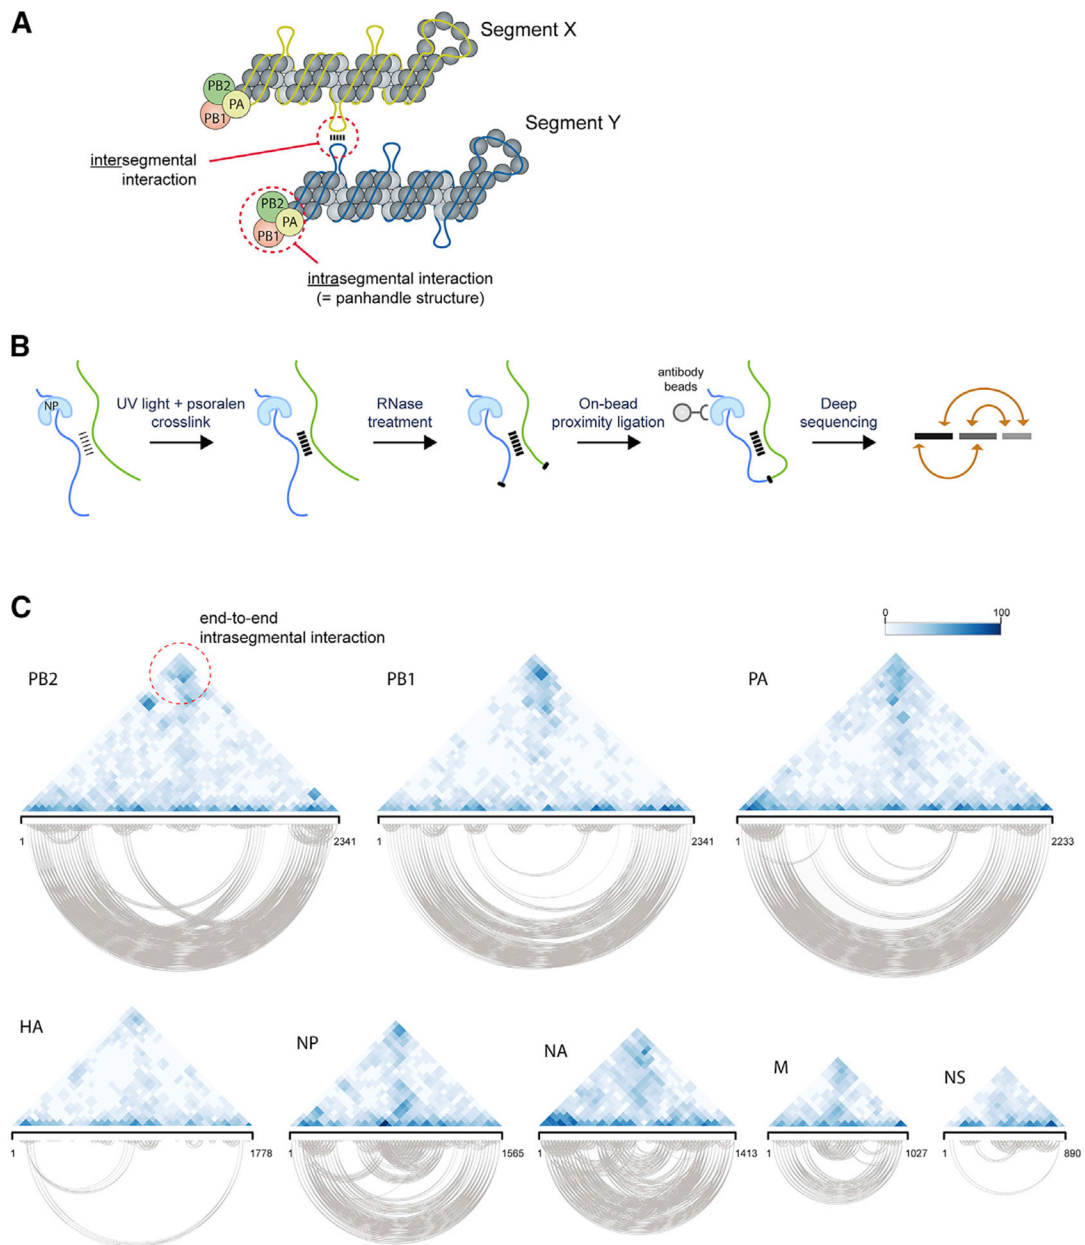 A
Segment X
PB2
PA
PB1
Segment Y
intersegmental
interaction
PB2
PA
PB1
intrasegmental interaction
(= panhandle structure)
B
NP
UV light + psoralen
crosslink
RNase
treatment
On-bead
proximity ligation
antibody
beads
Deep
sequencing
C
end-to-end
intrasegmental interaction
0 100
PB2
PB1
PA
1 2341
1 2341
1 2233
HA
NP
NA
M
NS
1 1778
1 1565
1 1413
1 1027
1 890